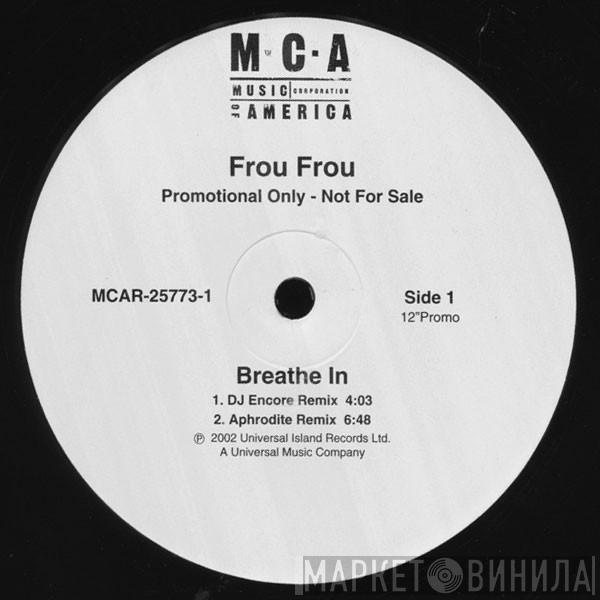 M·C·A
MUSIC CORPORATION
OF AMERICA
Frou Frou
Promotional Only - Not For Sale
MCAR-25773-1
Side 1
12"Promo
Breathe In
1. DJ Encore Remix 4:03
2. Aphrodite Remix 6:48
℗ 2002 Universal Island Records Ltd.
A Universal Music Company
МАРКЕТ ВИНИЛА